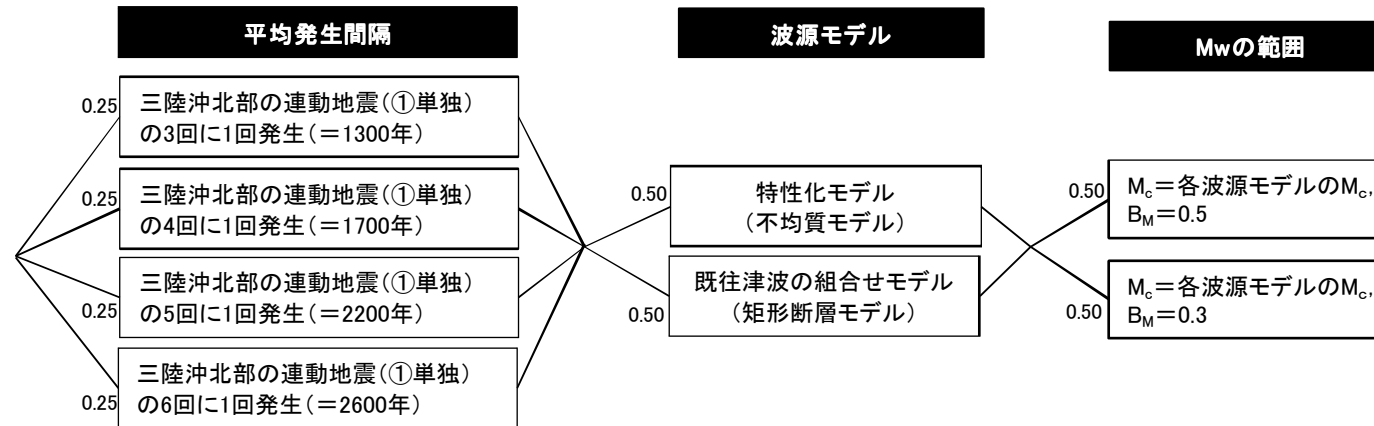 平均発生間隔
波源モデル
Mwの範囲
0.25
三陸沖北部の連動地震(①単独)
の3回に1回発生(=1300年)
0.25
三陸沖北部の連動地震(①単独)
の4回に1回発生(=1700年)
0.25
三陸沖北部の連動地震(①単独)
の5回に1回発生(=2200年)
0.25
三陸沖北部の連動地震(①単独)
の6回に1回発生(=2600年)
0.50
特性化モデル
(不均質モデル)
0.50
既往津波の組合せモデル
(矩形断層モデル)
0.50
Mc=各波源モデルのMc,
BM=0.5
0.50
Mc=各波源モデルのMc,
BM=0.3